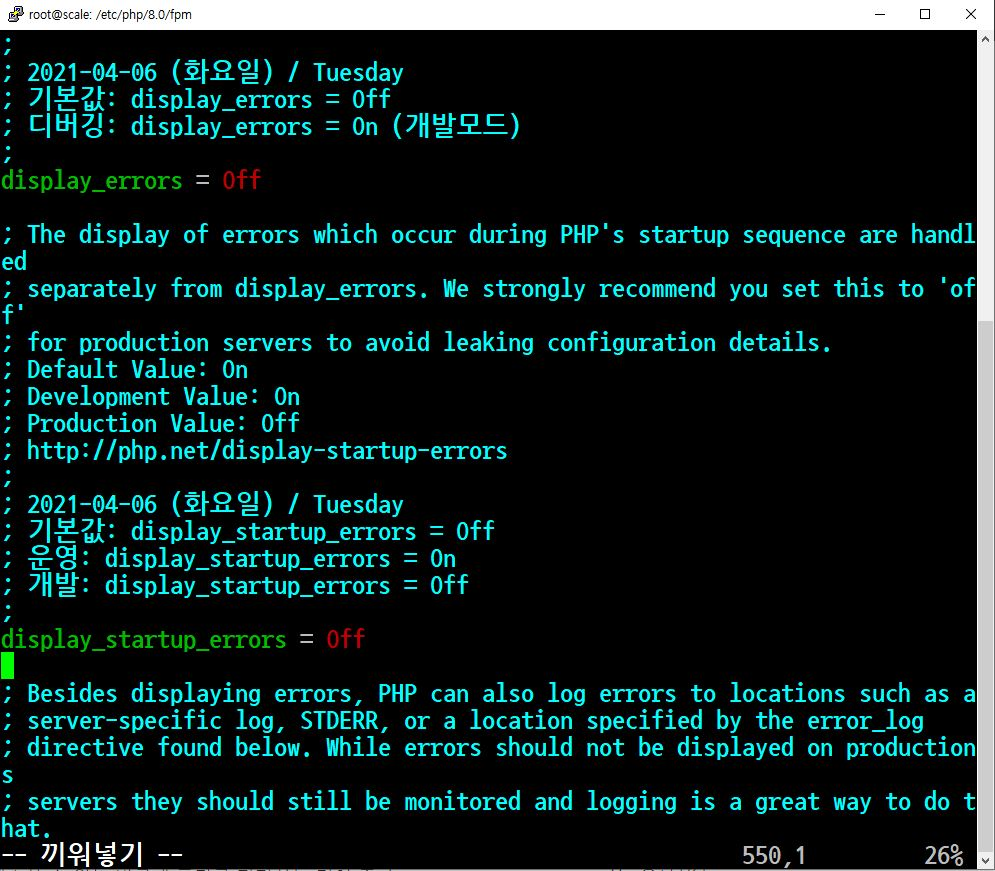 root@scale: /etc/php/8.0/fpm
;
; 2021-04-06 (화요일) / Tuesday
; 기본값: display_errors = Off
; 디버깅: display_errors = On (개발모드)
;
display_errors = Off
; The display of errors which occur during PHP's startup sequence are handl
ed
; separately from display_errors. We strongly recommend you set this to 'of
f'
; for production servers to avoid leaking configuration details.
; Default Value: On
; Development Value: On
; Production Value: Off
; http://php.net/display-startup-errors
;
; 2021-04-06 (화요일) / Tuesday
; 기본값: display_startup_errors = Off
; 운영: display_startup_errors = On
; 개발: display_startup_errors = Off
;
display_startup_errors = Off
; Besides displaying errors, PHP can also log errors to locations such as a
; server-specific log, STDERR, or a location specified by the error_log
; directive found below. While errors should not be displayed on production
s
; servers they should still be monitored and logging is a great way to do t
hat.
-- 끼워넣기 -- 550,1 26%